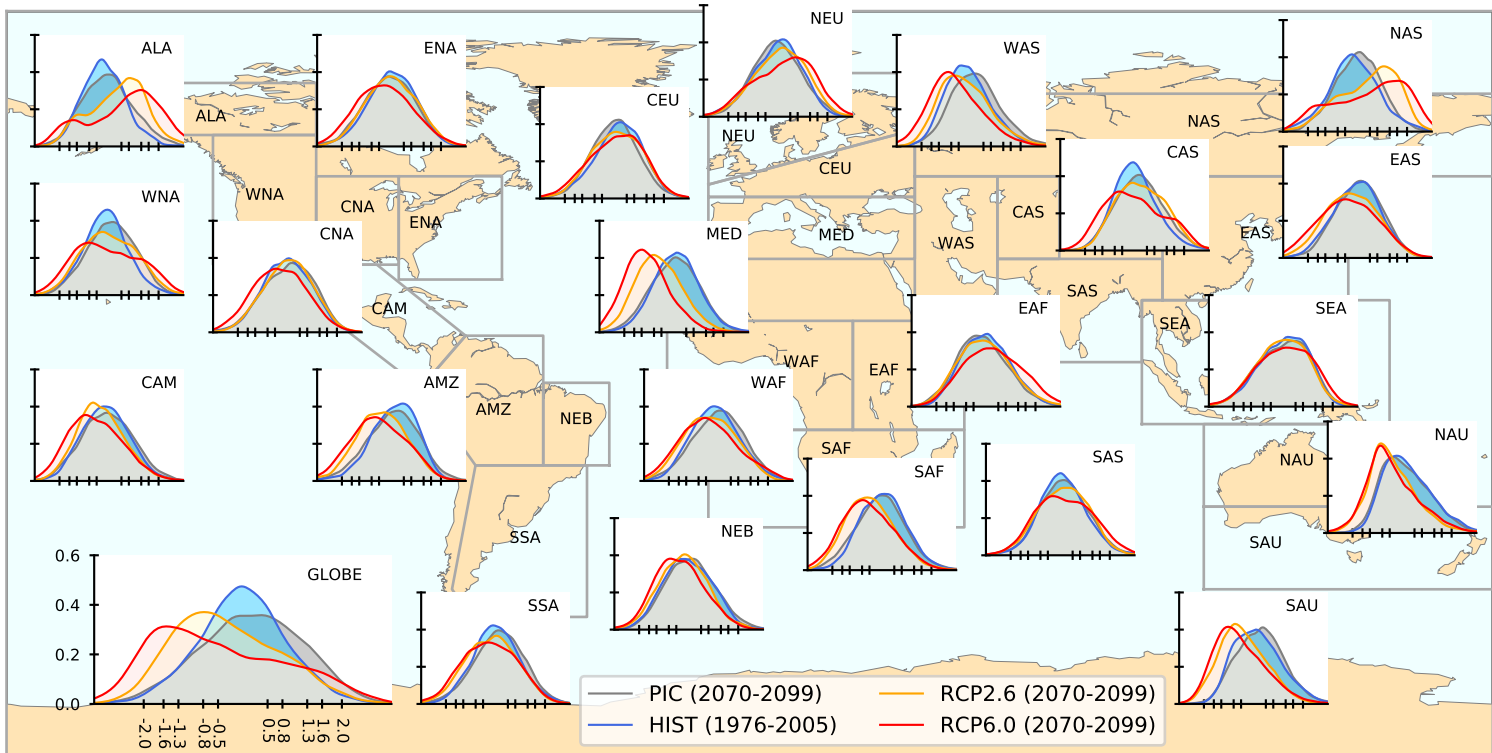 NEU
ALA
ENA
WAS
NAS
CEU
ALA
NAS
NEU
CAS
EAS
CEU
WNA
WNA
CNA
CAS
ENA
CNA
MED
MED
EAS
WAS
SAS
CAM
EAF
SEA
SEA
WAF
EAF
CAM
AMZ
WAF
AMZ
NEB
NAU
SAF
SAS
NAU
SAF
NEB
SSA
SAU
0.6
GLOBE
0.4
SSA
SAU
0.2
0.0
-2.0
-1.6
-1.3
-0.8
-0.5
0.5
0.8
1.3
1.6
2.0
PIC (2070-2099)
RCP2.6 (2070-2099)
HIST (1976-2005)
RCP6.0 (2070-2099)